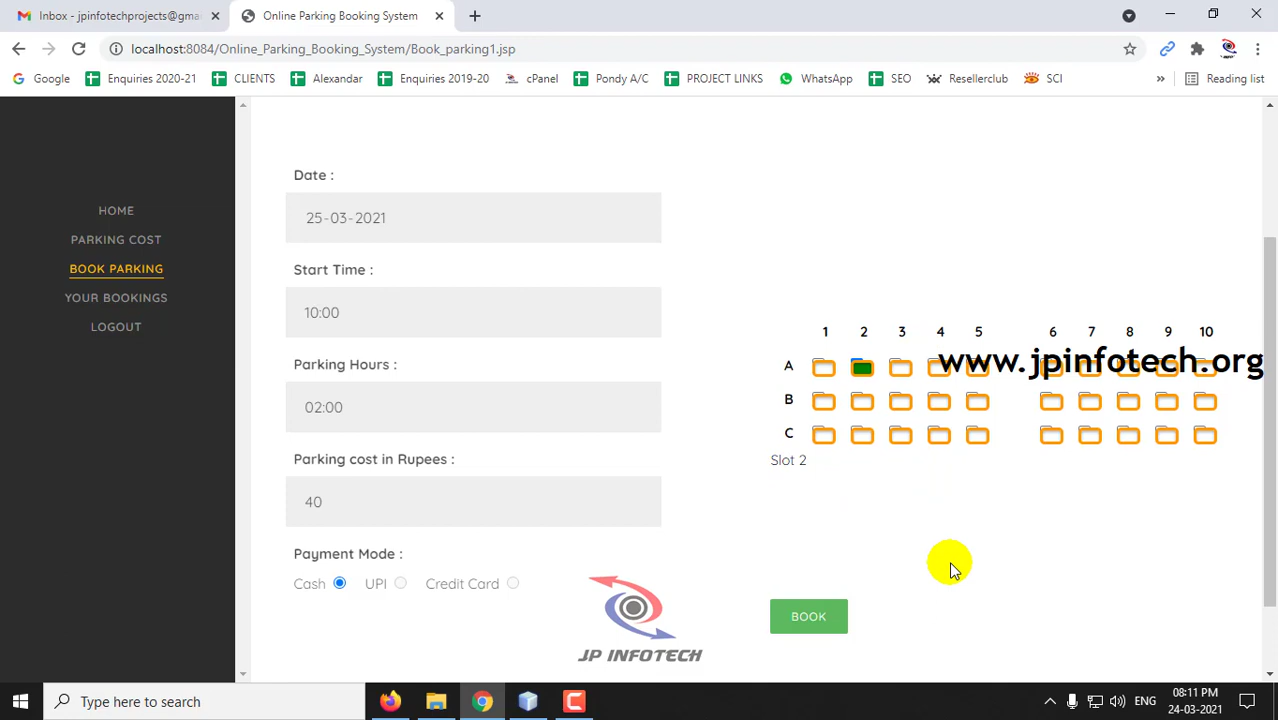 Inbox - jpinfotechprojects@gma
Online Parking Booking System
localhost:8084/Online_Parking_Booking_System/Book_parking1.jsp
Google
Enquiries 2020-21
CLIENTS
Alexandar
Enquiries 2019-20
cPanel
Pondy A/C
PROJECT LINKS
WhatsApp
SEO
Resellerclub
SCI
»
Reading list
HOME
PARKING COST
BOOK PARKING
YOUR BOOKINGS
LOGOUT
Date :
25-03-2021
Start Time :
10:00
Parking Hours :
02:00
Parking cost in Rupees :
40
Payment Mode :
Cash UPI Credit Card
1 2 3 4 5 6 7 8 9 10
A
www.jpinfotech.org
B
C
Slot 2
BOOK
JP INFOTECH
Type here to search
ENG
08:11 PM
24-03-2021